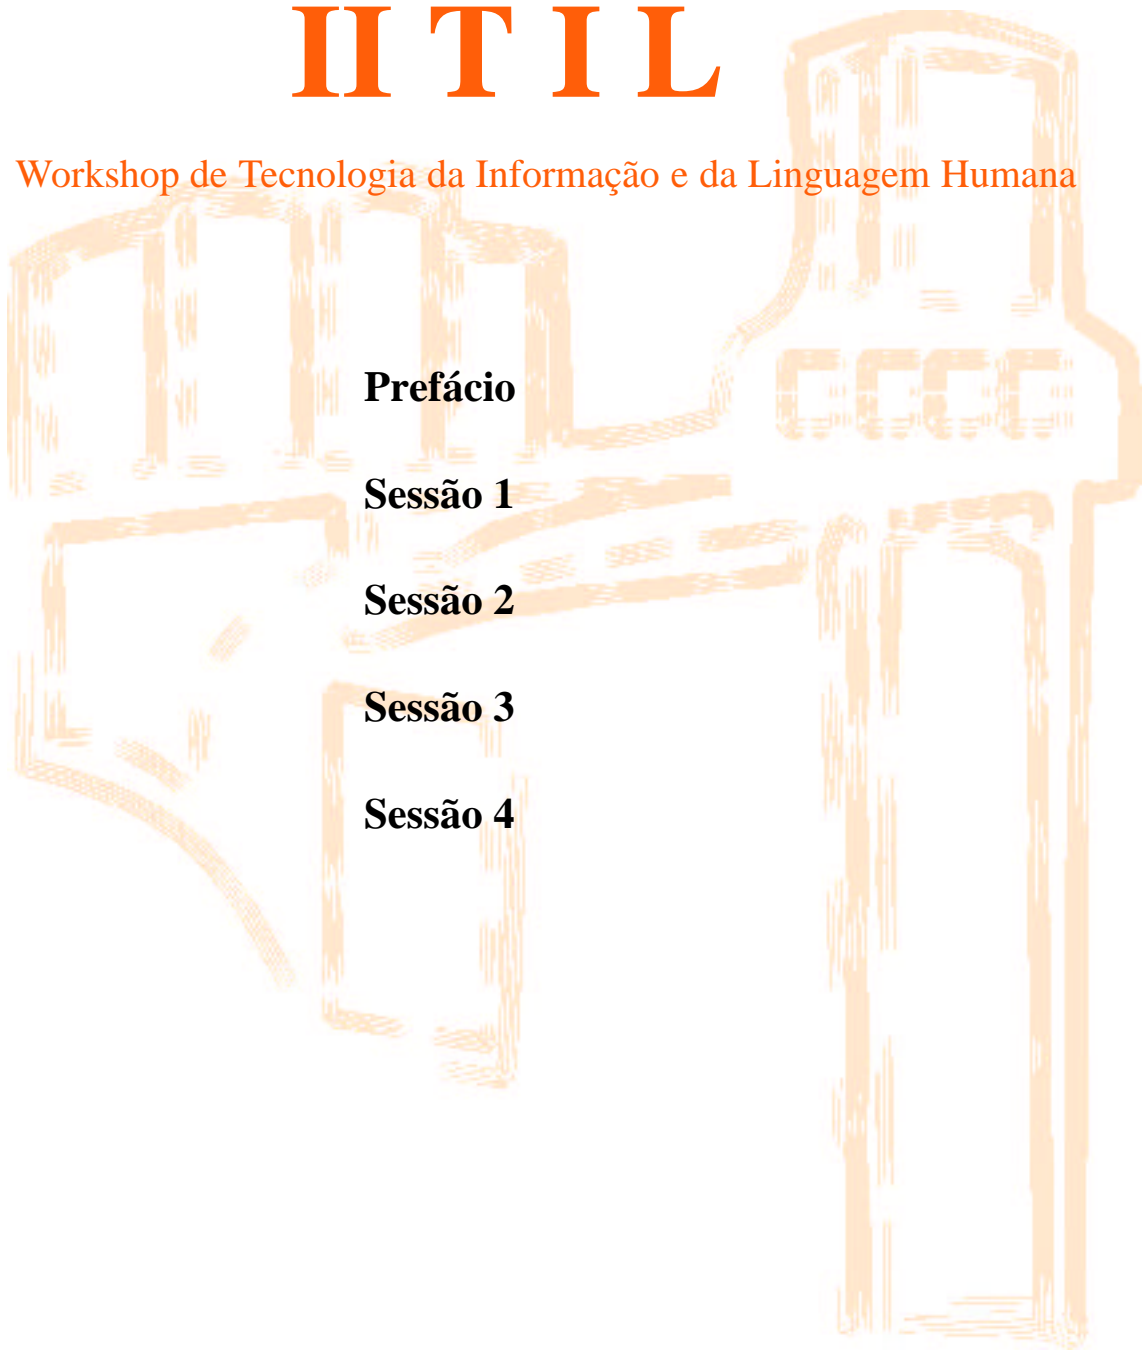 II T I L
Workshop de Tecnologia da Informação e da Linguagem Humana
Prefácio
Sessão 1
Sessão 2
Sessão 3
Sessão 4